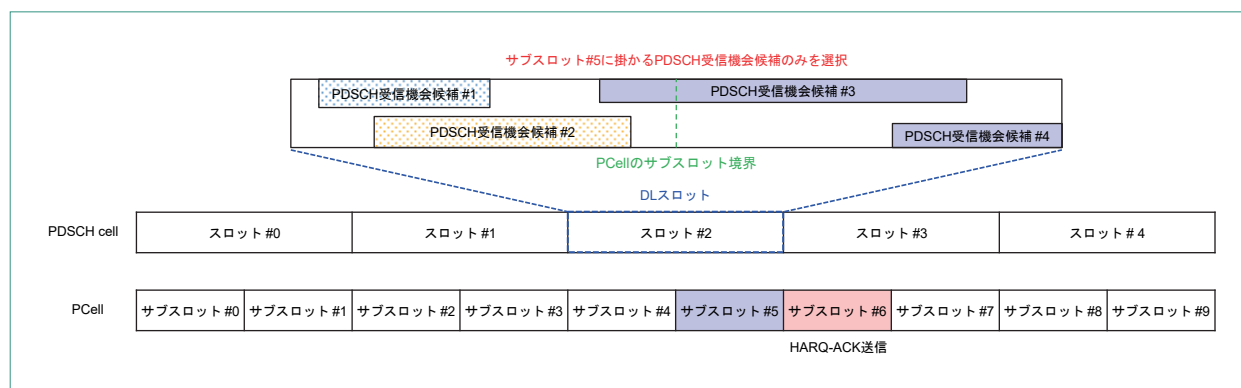 サブスロット#5に掛かるPDSCH受信機会候補のみを選択
PDSCH受信機会候補 #1
PDSCH受信機会候補 #3
PDSCH受信機会候補 #2
PDSCH受信機会候補 #4
PCellのサブスロット境界
DLスロット
PDSCH cell
スロット #0
スロット #1
スロット #2
スロット #3
スロット # 4
PCell
サブスロット #0
サブスロット #1
サブスロット #2
サブスロット #3
サブスロット #4
サブスロット #5
サブスロット #6
サブスロット #7
サブスロット #8
サブスロット #9
HARQ-ACK送信